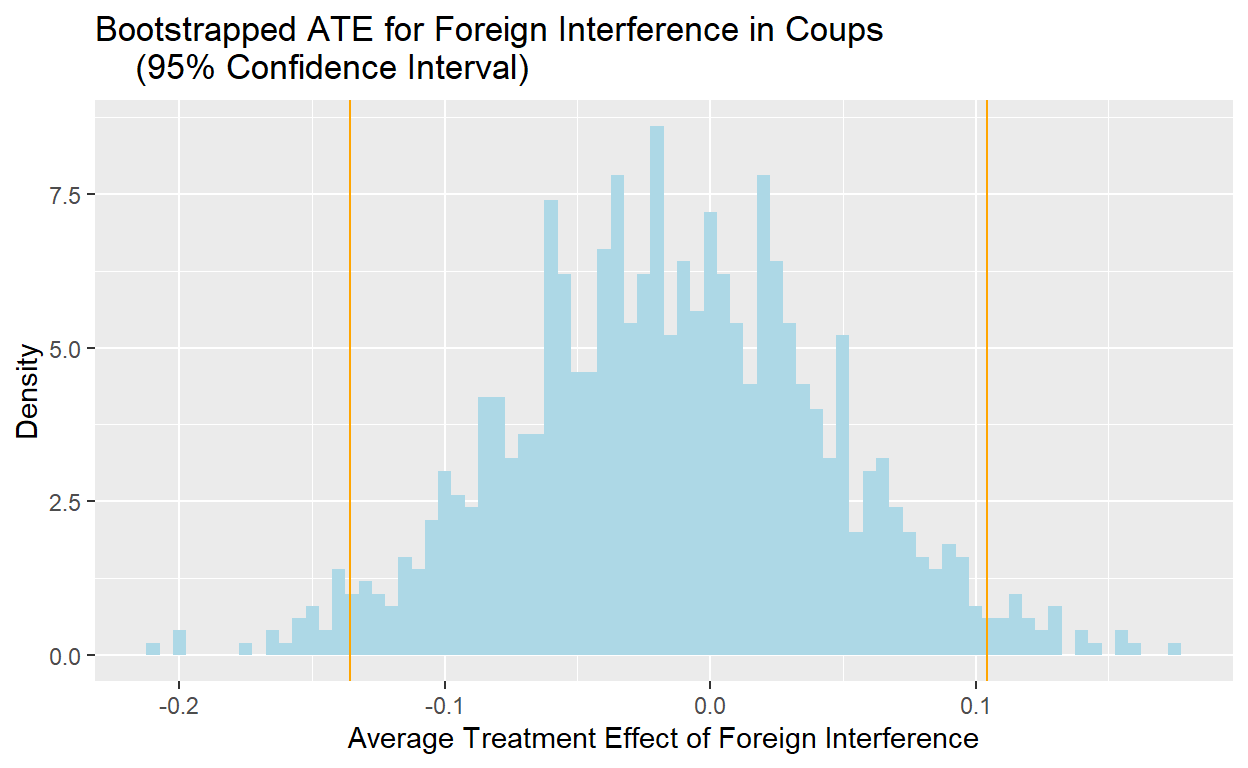 Bootstrapped ATE for Foreign Interference in Coups
(95% Confidence Interval)
Density
7.5
5.0
2.5
0.0
-0.2
-0.1
0.0
0.1
Average Treatment Effect of Foreign Interference